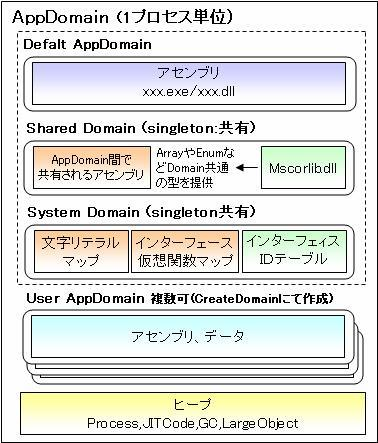 AppDomain (1プロセス単位)
Defalt AppDomain
アセンブリ
xxx.exe/xxx.dll
Shared Domain (singleton:共有)
AppDomain間で
共有されるアセンブリ
ArrayやEnumな
どDomain共通
の型を提供
Mscorlib.dll
System Domain (singleton共有)
文字リテラル
マップ
インターフェース
仮想関数マップ
インターフェイス
IDテーブル
User AppDomain 複数可(CreateDomainにて作成)
アセンブリ、データ
ヒープ
Process,JITCode,GC,LargeObject